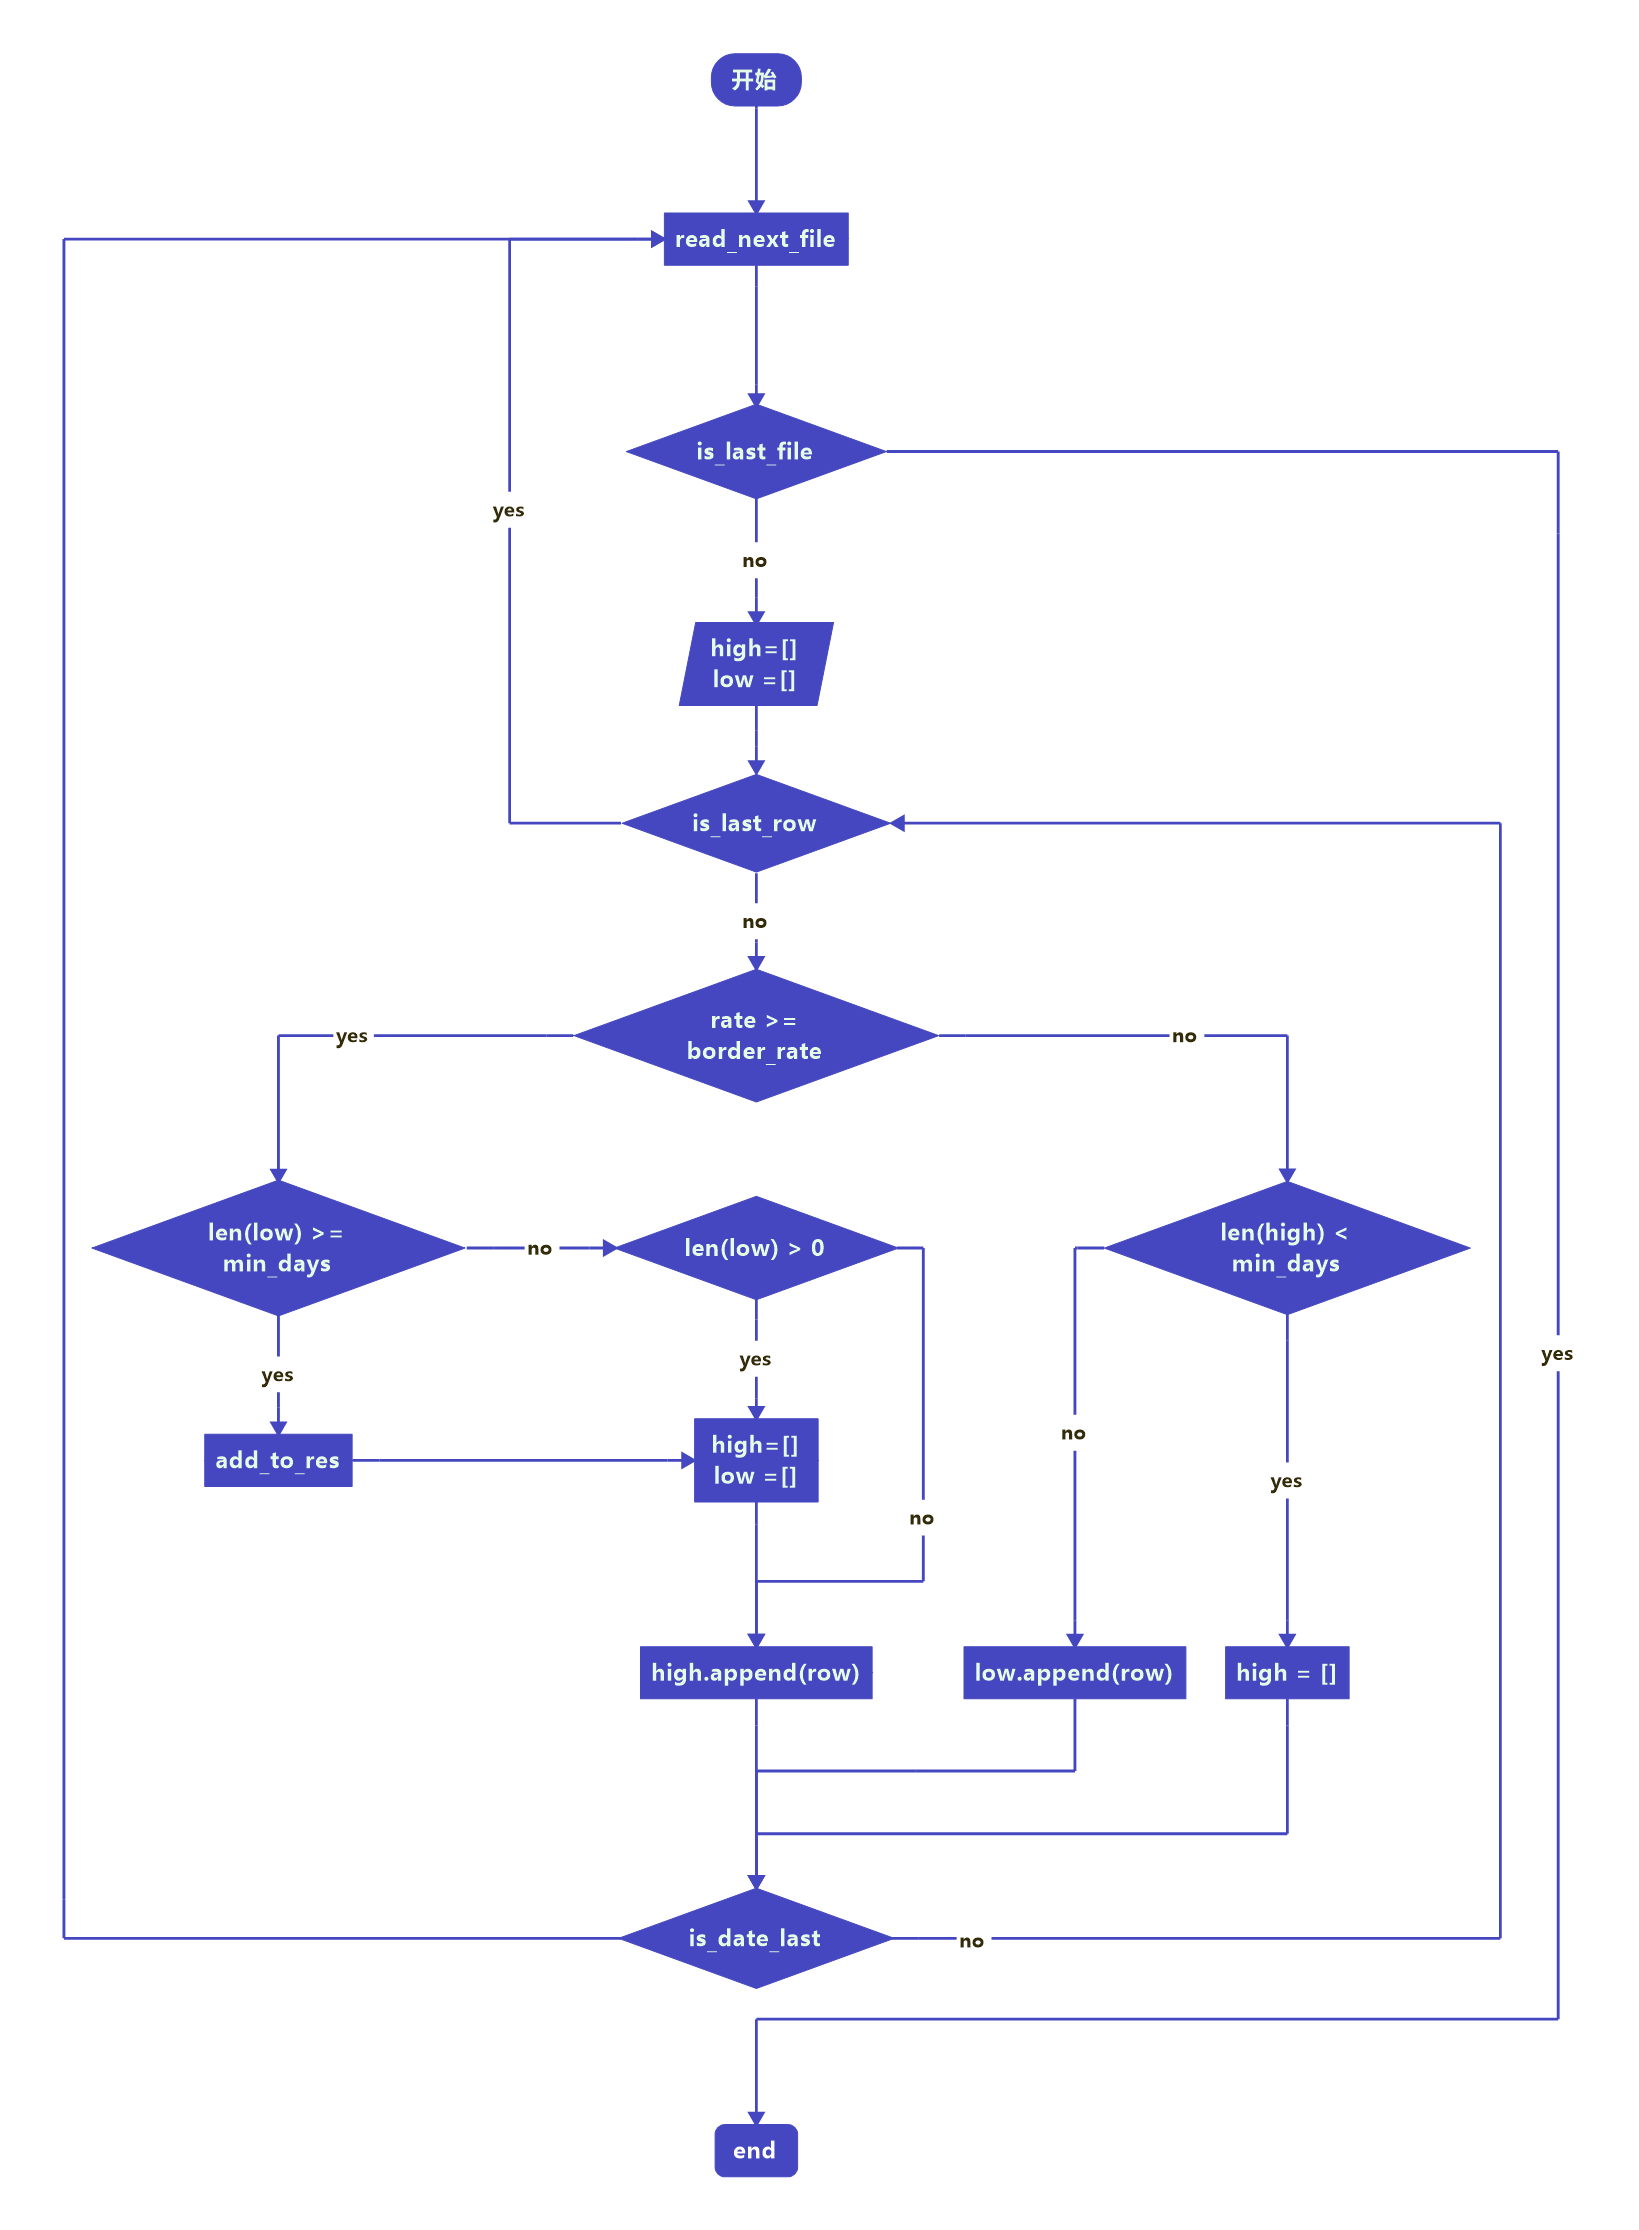 开始
read_next_file
is_last_file
yes
no
high=[]
low =[]
is_last_row
no
rate >=
border_rate
yes
no
len(low) >=
min_days
no
len(low) > 0
len(high) <
min_days
yes
yes
yes
no
yes
add_to_res
high=[]
low =[]
no
high.append(row)
low.append(row)
high = []
is_date_last
no
end